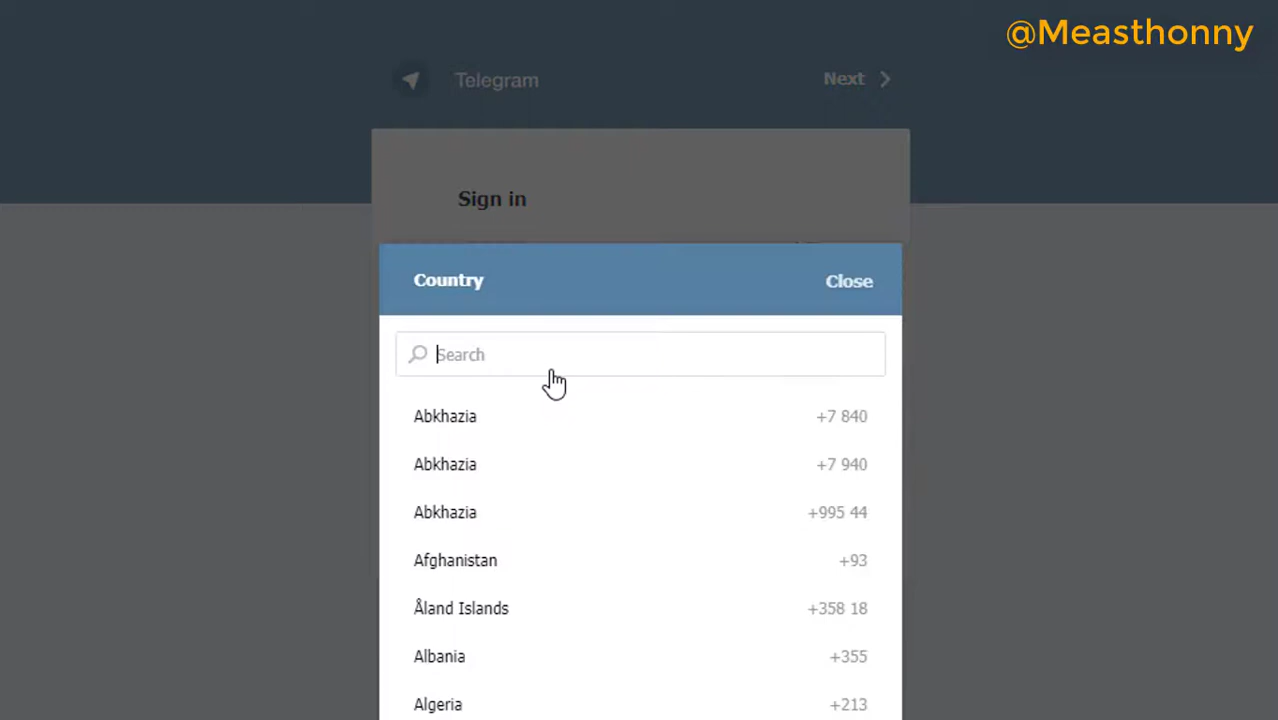 @Measthonny
Telegram
Next
Sign in
Country
Close
Search
Abkhazia +7 840
Abkhazia +7 940
Abkhazia +995 44
Afghanistan +93
Åland Islands +358 18
Albania +355
Algeria +213